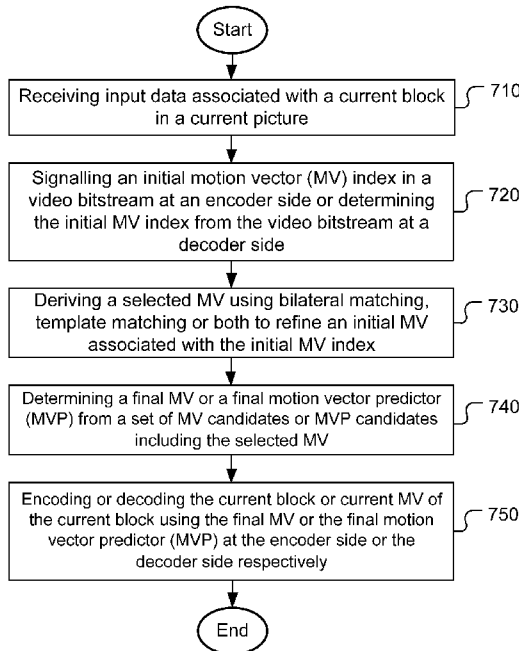 Start
Receiving input data associated with a current block
in a current picture
710
Signalling an initial motion vector (MV) index in a
video bitstream at an encoder side or determining
the initial MV index from the video bitstream at a
decoder side
720
Deriving a selected MV using bilateral matching,
template matching or both to refine an initial MV
associated with the initial MV index
730
Determining a final MV or a final motion vector predictor
(MVP) from a set of MV candidates or MVP candidates
including the selected MV
740
Encoding or decoding the current block or current MV of
the current block using the final MV or the final motion
vector predictor (MVP) at the encoder side or the
decoder side respectively
750
End